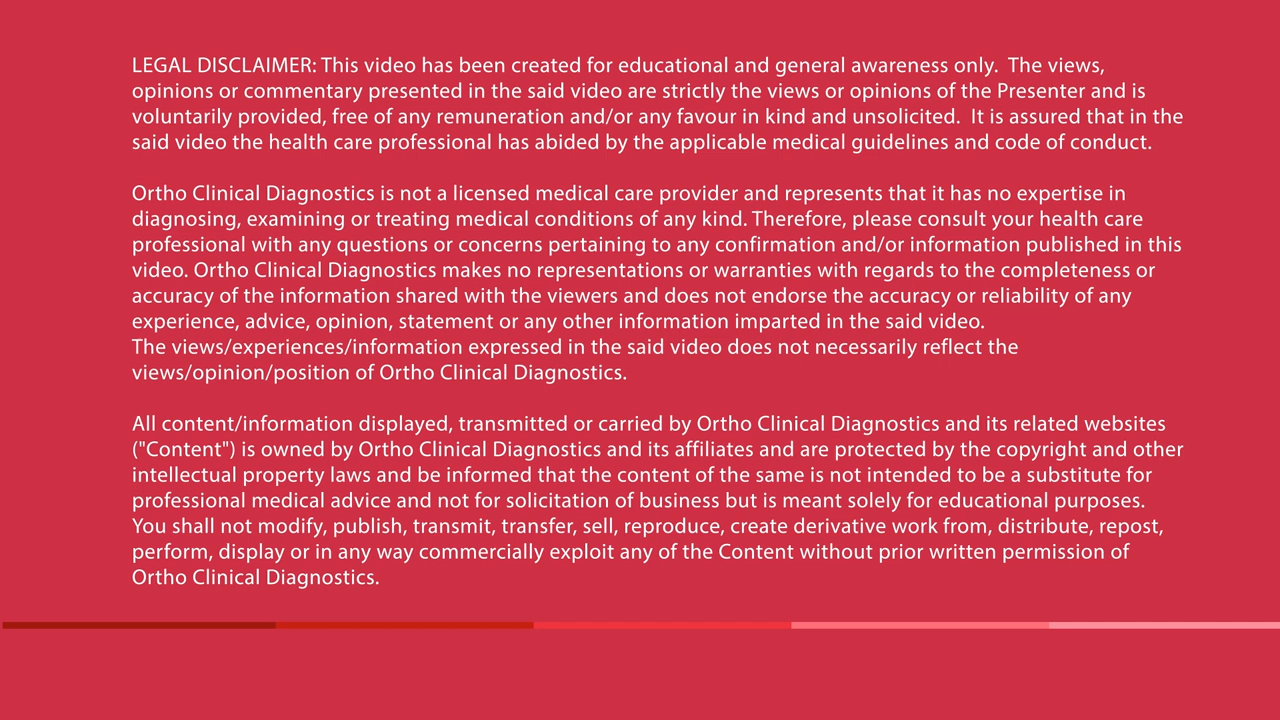 LEGAL DISCLAIMER: This video has been created for educational and general awareness only.  The views,
opinions or commentary presented in the said video are strictly the views or opinions of the Presenter and is
voluntarily provided, free of any remuneration and/or any favour in kind and unsolicited.  It is assured that in the
said video the health care professional has abided by the applicable medical guidelines and code of conduct.
Ortho Clinical Diagnostics is not a licensed medical care provider and represents that it has no expertise in
diagnosing, examining or treating medical conditions of any kind. Therefore, please consult your health care
professional with any questions or concerns pertaining to any confirmation and/or information published in this
video. Ortho Clinical Diagnostics makes no representations or warranties with regards to the completeness or
accuracy of the information shared with the viewers and does not endorse the accuracy or reliability of any
experience, advice, opinion, statement or any other information imparted in the said video.
The views/experiences/information expressed in the said video does not necessarily reflect the
views/opinion/position of Ortho Clinical Diagnostics.
All content/information displayed, transmitted or carried by Ortho Clinical Diagnostics and its related websites
("Content") is owned by Ortho Clinical Diagnostics and its affiliates and are protected by the copyright and other
intellectual property laws and be informed that the content of the same is not intended to be a substitute for
professional medical advice and not for solicitation of business but is meant solely for educational purposes.
You shall not modify, publish, transmit, transfer, sell, reproduce, create derivative work from, distribute, repost,
perform, display or in any way commercially exploit any of the Content without prior written permission of
Ortho Clinical Diagnostics.